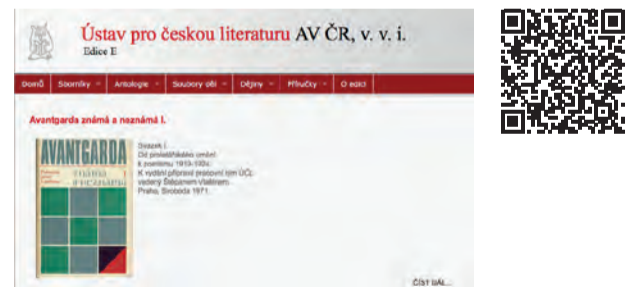 Ústav pro českou literaturu AV ČR, v. v. i.
Edice E
Domů Sborníky Antologie Soubory děl Dějiny Příručky O edici
Avantgarda známá a neznámá I.
AVANTGARDA
známá I
a neznámá
Svazek I.
Od proletářského umění
k poetismu 1919-1924.
K vydání připravil pracovní tým ÚČL
vedený Štěpánem Vlašínem.
Praha, Svoboda 1971.
ČÍST DÁL...